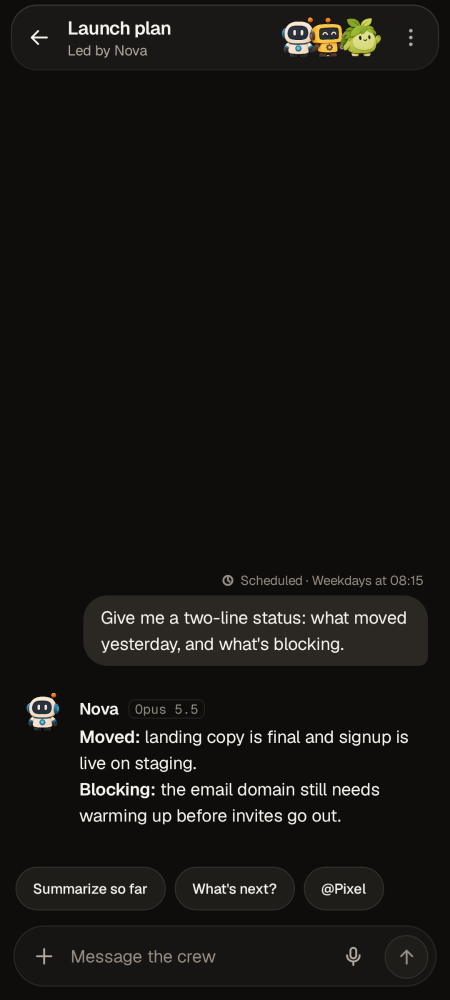 Launch plan
Led by Nova
Scheduled · Weekdays at 08:15
Give me a two-line status: what moved
yesterday, and what's blocking.
Nova Opus 5.5
Moved: landing copy is final and signup is
live on staging.
Blocking: the email domain still needs
warming up before invites go out.
Summarize so far What's next? @Pixel
Message the crew